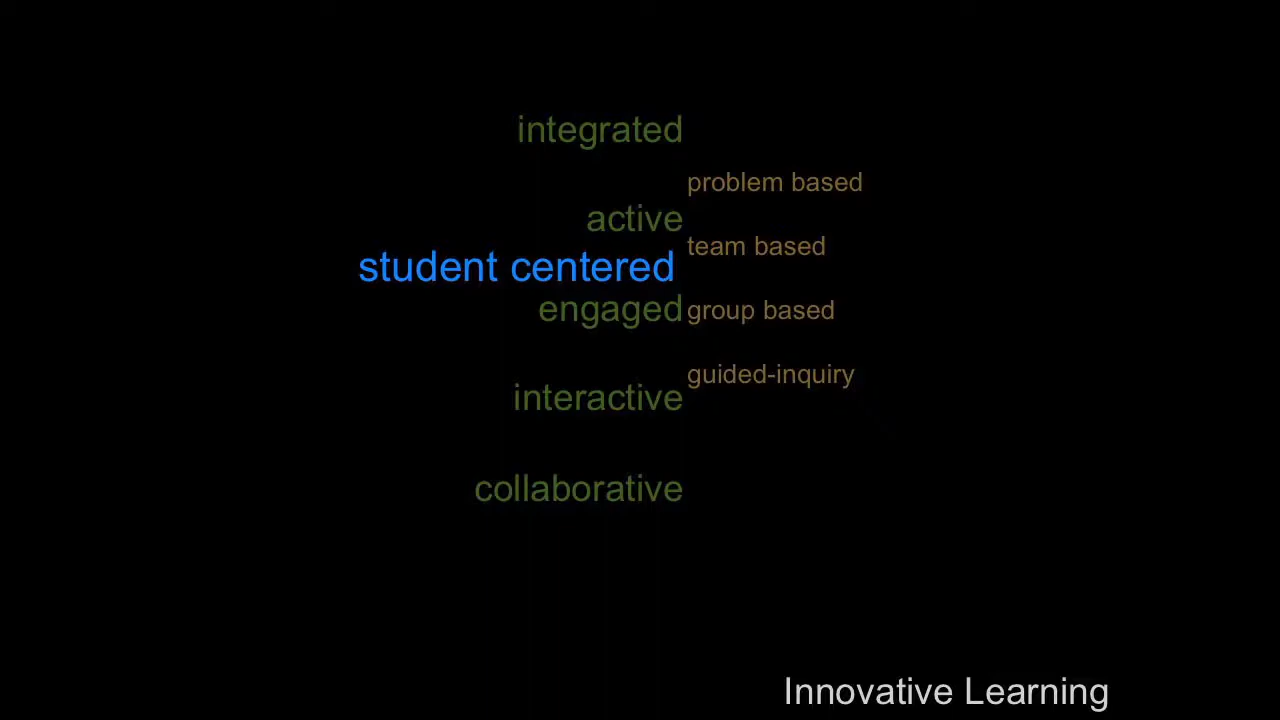 integrated
problem based
active
team based
student centered
engaged
group based
guided-inquiry
interactive
collaborative
Innovative Learning